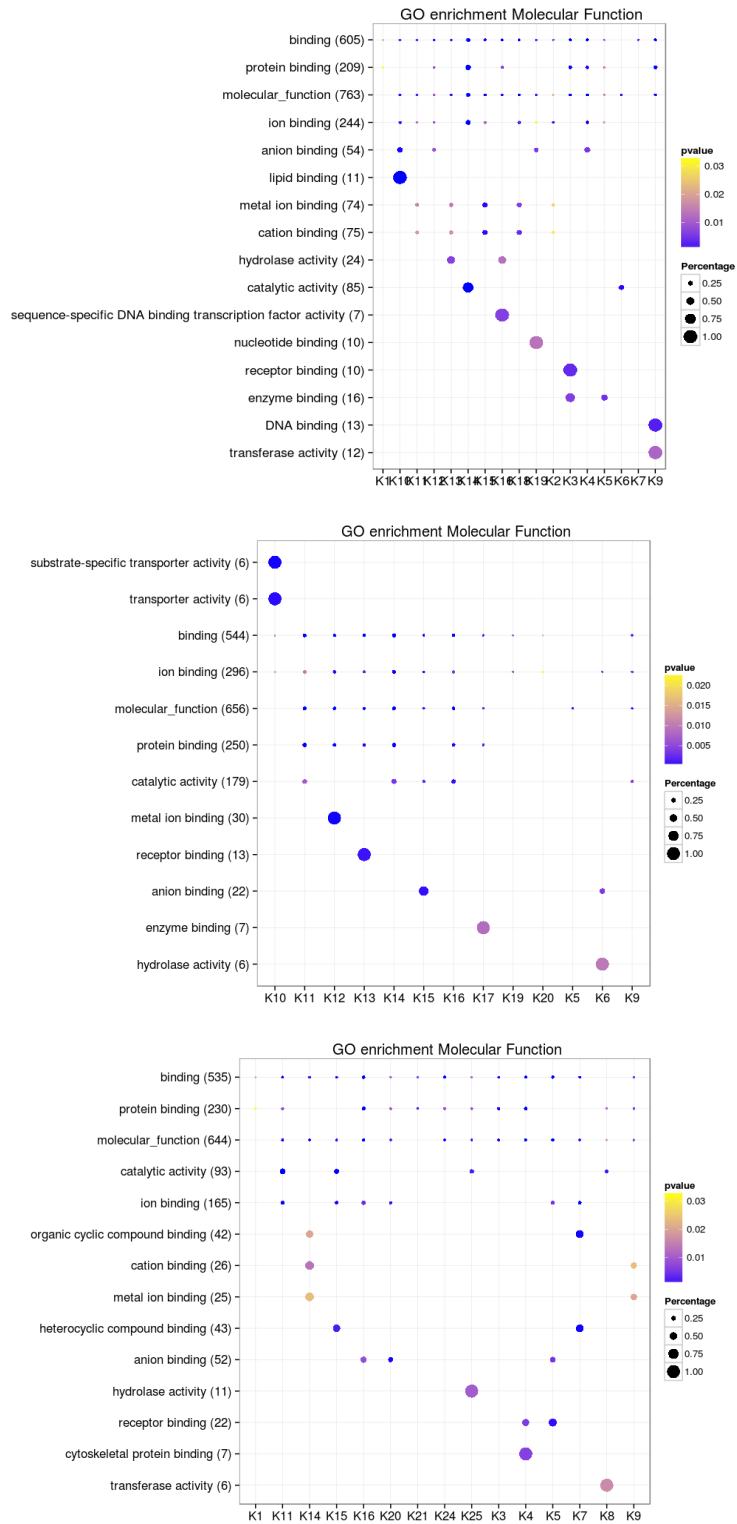 GO enrichment Molecular Function
binding (605)
protein binding (209)
molecular_function (763)
ion binding (244)
anion binding (54)
lipid binding (11)
metal ion binding (74)
cation binding (75)
hydrolase activity (24)
catalytic activity (85)
sequence-specific DNA binding transcription factor activity (7)
nucleotide binding (10)
receptor binding (10)
enzyme binding (16)
DNA binding (13)
transferase activity (12)
K1 K10 K11 K12 K13 K14 K15 K16 K18 K19 K2 K3 K4 K5 K6 K7 K9
pvalue
0.03
0.02
0.01
Percentage
0.25
0.50
0.75
1.00
GO enrichment Molecular Function
substrate-specific transporter activity (6)
transporter activity (6)
binding (544)
ion binding (296)
molecular_function (656)
protein binding (250)
catalytic activity (179)
metal ion binding (30)
receptor binding (13)
anion binding (22)
enzyme binding (7)
hydrolase activity (6)
K10 K11 K12 K13 K14 K15 K16 K17 K19 K20 K5 K6 K9
pvalue
0.020
0.015
0.010
0.005
Percentage
0.25
0.50
0.75
1.00
GO enrichment Molecular Function
binding (535)
protein binding (230)
molecular_function (644)
catalytic activity (93)
ion binding (165)
organic cyclic compound binding (42)
cation binding (26)
metal ion binding (25)
heterocyclic compound binding (43)
anion binding (52)
hydrolase activity (11)
receptor binding (22)
cytoskeletal protein binding (7)
transferase activity (6)
K1 K11 K14 K15 K16 K20 K21 K24 K25 K3 K4 K5 K7 K8 K9
pvalue
0.03
0.02
0.01
Percentage
0.25
0.50
0.75
1.00